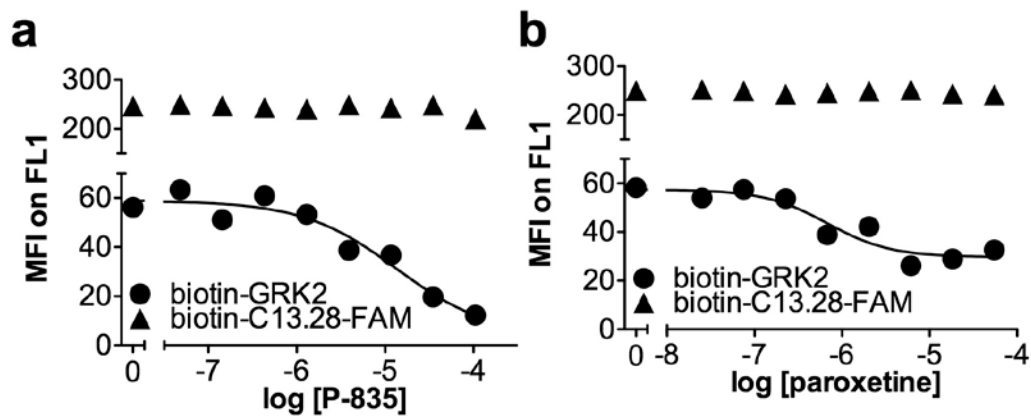 a
MFI on FL1
300
200
60
40
20
0
biotin-GRK2
biotin-C13.28-FAM
0 -7 -6 -5 -4
log [P-835]
b
MFI on FL1
300
200
60
40
20
0
biotin-GRK2
biotin-C13.28-FAM
0 -8 -7 -6 -5 -4
log [paroxetine]